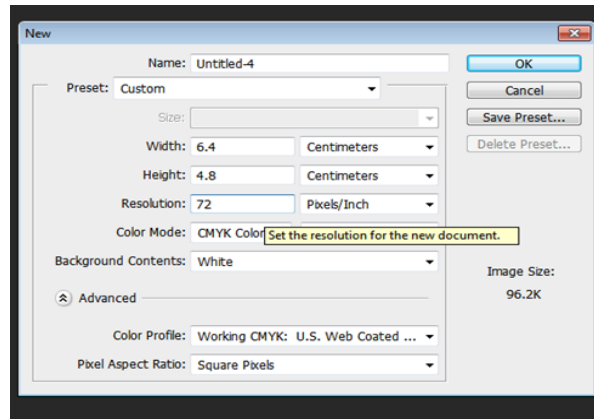 New
Name: Untitled-4
OK
Preset: Custom
Cancel
Size:
Save Preset...
Width: 6.4 Centimeters
Delete Preset...
Height: 4.8 Centimeters
Resolution: 72 Pixels/Inch
Color Mode: CMYK Color
Set the resolution for the new document.
Background Contents: White
Image Size:
96.2K
Advanced
Color Profile: Working CMYK: U.S. Web Coated ...
Pixel Aspect Ratio: Square Pixels